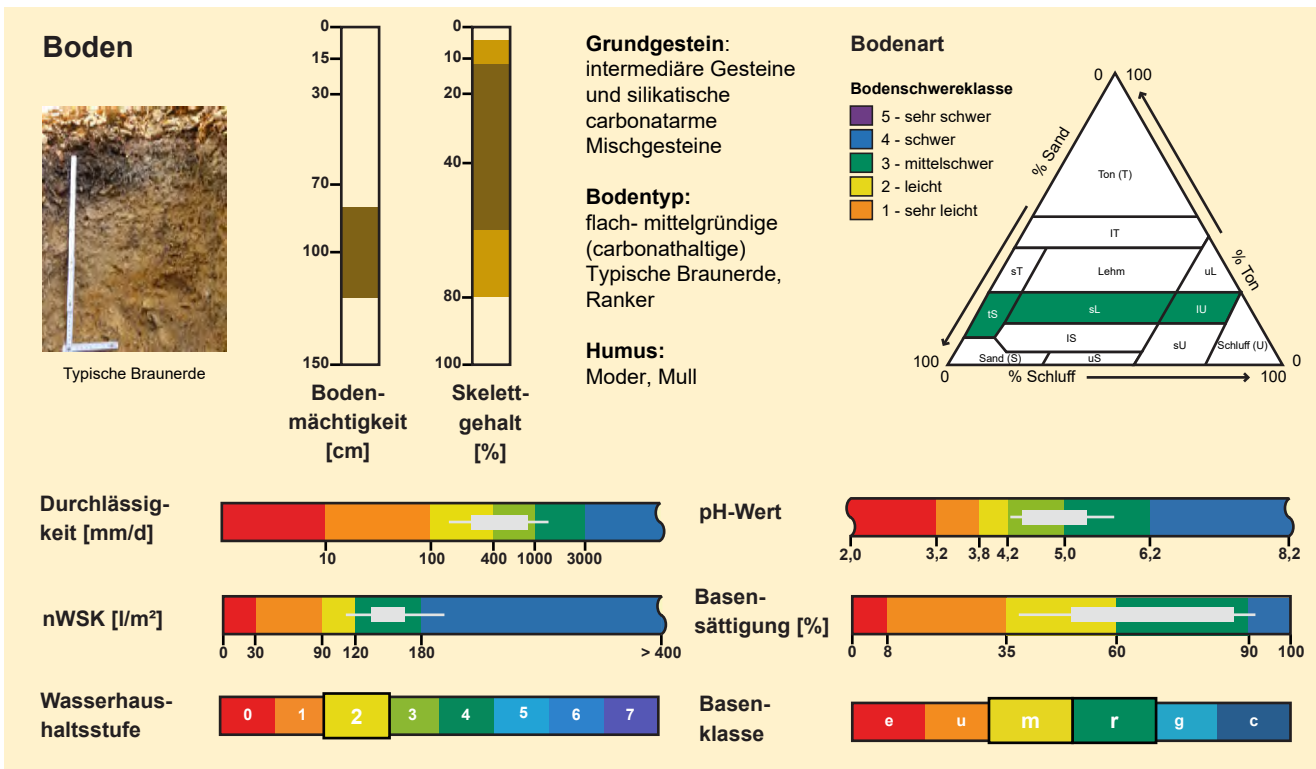 Boden
Typische Braunerde
0
15
30
70
100
150
Boden-
mächtigkeit
[cm]
0
10
20
40
80
100
Skelett-
gehalt
[%]
Grundgestein:
intermediäre Gesteine
und silikatische
carbonatarme
Mischgesteine
Bodentyp:
flach- mittelgründige
(carbonathaltige)
Typische Braunerde,
Ranker
Humus:
Moder, Mull
Bodenart
Bodenschwereklasse
5 - sehr schwer
4 - schwer
3 - mittelschwer
2 - leicht
1 - sehr leicht
0 100
% Sand
% Ton
Ton (T)
lT
sT Lehm uL
tS sL lU
lS
Sand (S) uS sU Schluff (U)
100 0
0 % Schluff 100
Durchlässig-
keit [mm/d]
10 100 400 1000 3000
nWSK [l/m²]
0 30 90 120 180 > 400
Wasserhaus-
haltsstufe
0 1 2 3 4 5 6 7
pH-Wert
2,0 3,2 3,8 4,2 5,0 6,2 8,2
Basen-
sättigung [%]
0 8 35 60 90 100
Basen-
klasse
e u m r g c